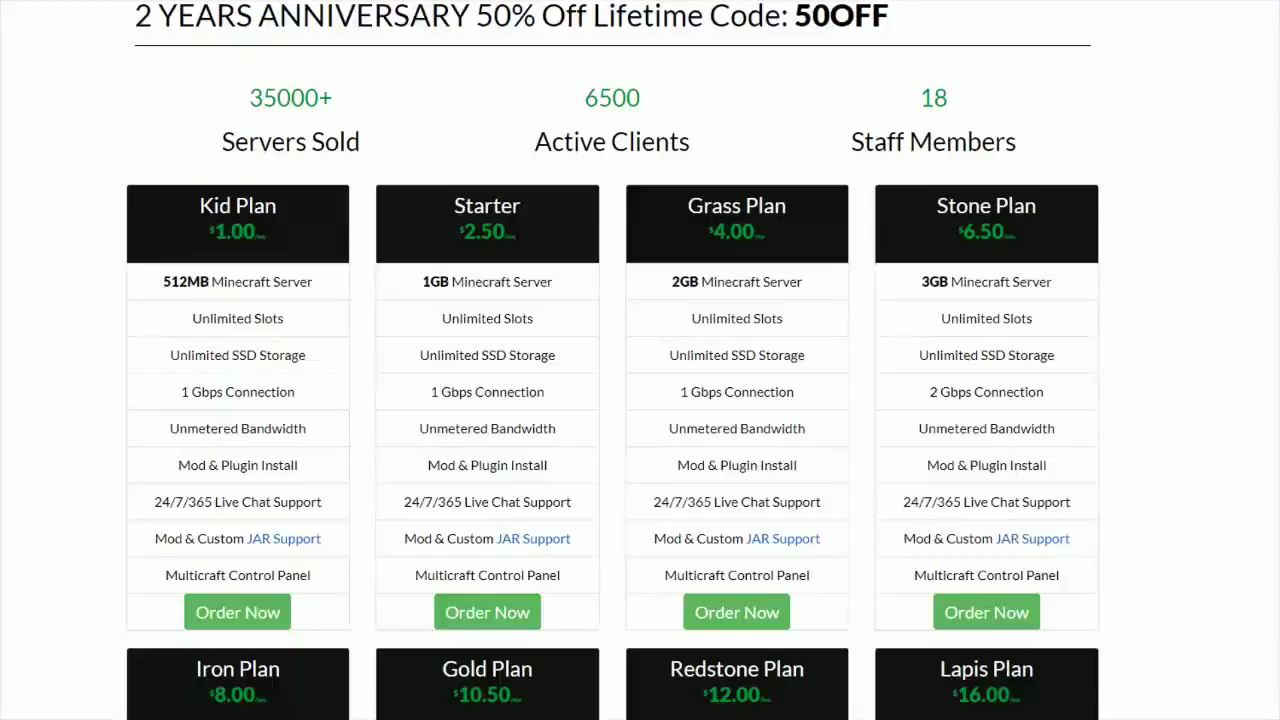 2 YEARS ANNIVERSARY 50% Off Lifetime Code: 50OFF
35000+ 6500 18
Servers Sold Active Clients Staff Members
Kid Plan Starter Grass Plan Stone Plan
$1.00 $2.50 $4.00 $6.50
512MB Minecraft Server 1GB Minecraft Server 2GB Minecraft Server 3GB Minecraft Server
Unlimited Slots Unlimited Slots Unlimited Slots Unlimited Slots
Unlimited SSD Storage Unlimited SSD Storage Unlimited SSD Storage Unlimited SSD Storage
1 Gbps Connection 1 Gbps Connection 1 Gbps Connection 2 Gbps Connection
Unmetered Bandwidth Unmetered Bandwidth Unmetered Bandwidth Unmetered Bandwidth
Mod & Plugin Install Mod & Plugin Install Mod & Plugin Install Mod & Plugin Install
24/7/365 Live Chat Support 24/7/365 Live Chat Support 24/7/365 Live Chat Support 24/7/365 Live Chat Support
Mod & Custom JAR Support Mod & Custom JAR Support Mod & Custom JAR Support Mod & Custom JAR Support
Multicraft Control Panel Multicraft Control Panel Multicraft Control Panel Multicraft Control Panel
Order Now Order Now Order Now Order Now
Iron Plan Gold Plan Redstone Plan Lapis Plan
$8.00 $10.50 $12.00 $16.00